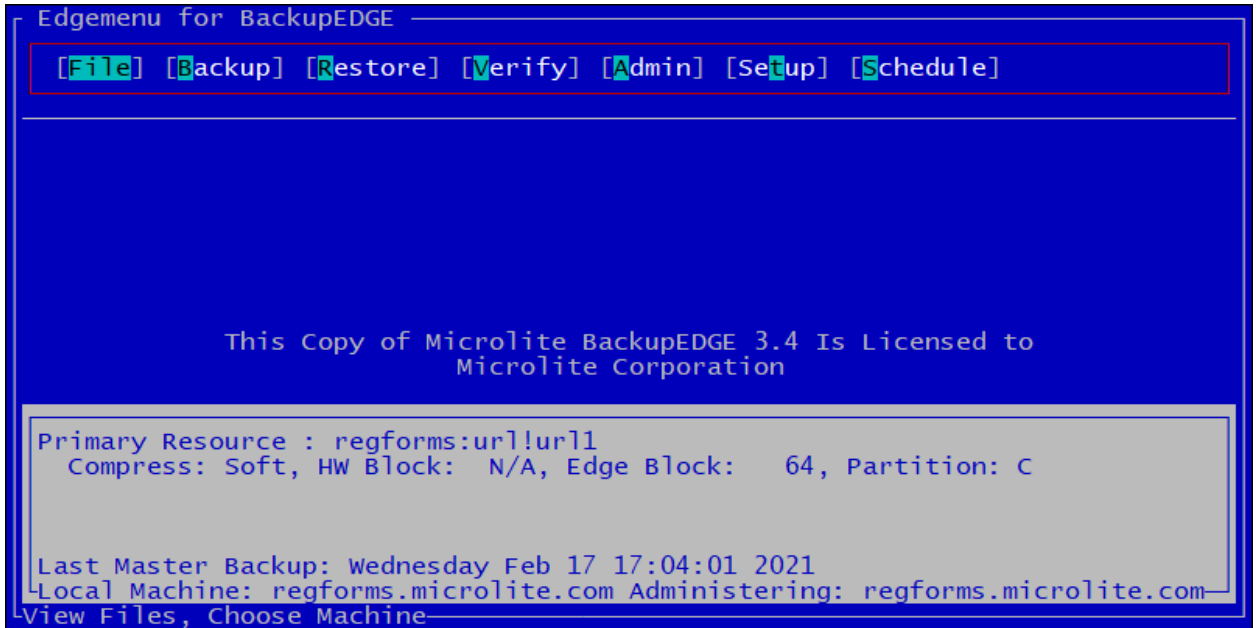 Edgemenu for BackupEDGE
[File] [Backup] [Restore] [Verify] [Admin] [Setup] [Schedule]
This Copy of Microlite BackupEDGE 3.4 Is Licensed to
Microlite Corporation
Primary Resource : regforms:url!url1
Compress: Soft, HW Block:  N/A, Edge Block:   64, Partition: C
Last Master Backup: Wednesday Feb 17 17:04:01 2021
Local Machine: regforms.microlite.com Administering: regforms.microlite.com
View Files, Choose Machine